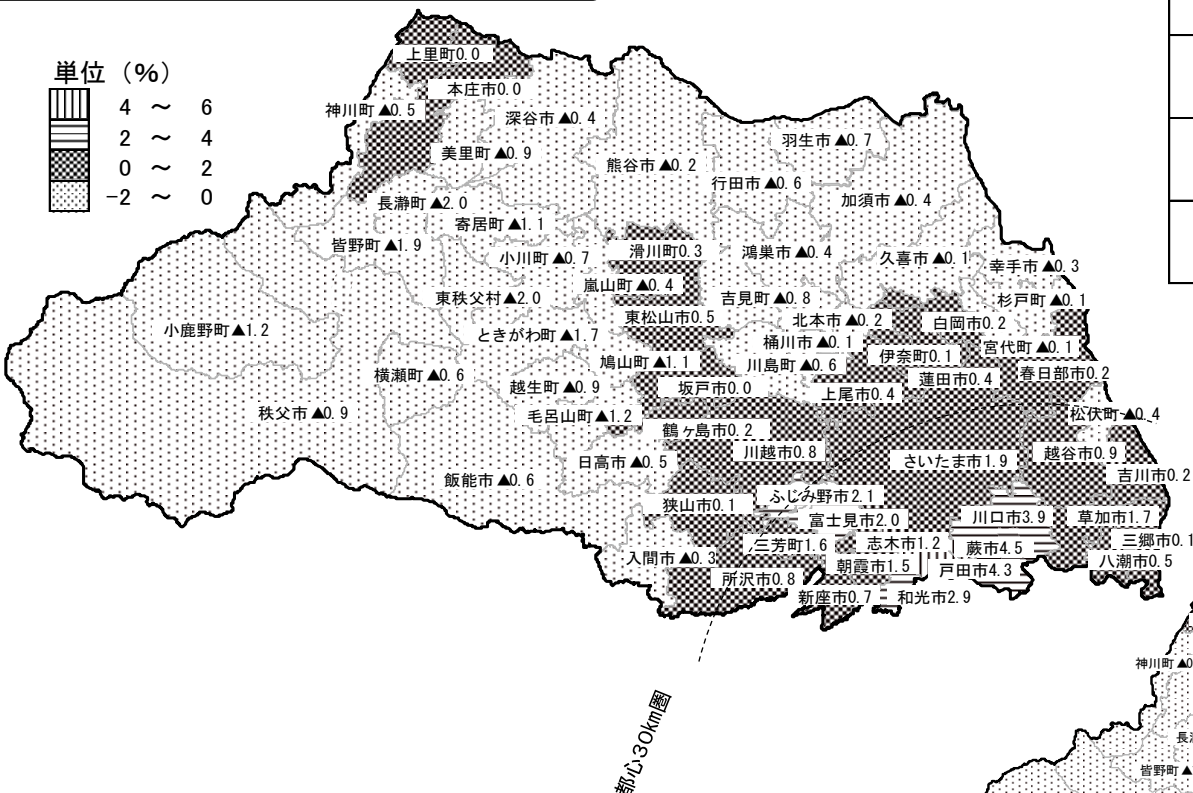 単位（%）
4 ～ 6
2 ～ 4
0 ～ 2
-2 ～ 0
上里町0.0
本庄市0.0
神川町▲0.5
深谷市▲0.4
美里町▲0.9
熊谷市▲0.2
羽生市▲0.7
行田市▲0.6
加須市▲0.4
長瀞町▲2.0
寄居町▲1.1
皆野町▲1.9
小川町▲0.7
滑川町0.3
鴻巣市▲0.4
久喜市▲0.1
幸手市▲0.3
嵐山町▲0.4
東秩父村▲2.0
吉見町▲0.8
杉戸町▲0.1
小鹿野町▲1.2
東松山市0.5
北本市▲0.2
白岡市0.2
ときがわ町▲1.7
桶川市▲0.1
宮代町▲0.1
伊奈町0.1
鳩山町▲1.1
川島町▲0.6
横瀬町▲0.6
越生町▲0.9
坂戸市0.0
上尾市0.4
蓮田市0.4
春日部市0.2
秩父市▲0.9
毛呂山町▲1.2
鶴ヶ島市0.2
松伏町▲0.4
日高市▲0.5
川越市0.8
さいたま市1.9
越谷市0.9
飯能市▲0.6
吉川市0.2
狭山市0.1
ふじみ野市2.1
富士見市2.0
川口市3.9
草加市1.7
三芳町1.6
志木市1.2
蕨市4.5
三郷市0.1
入間市▲0.3
所沢市0.8
朝霞市1.5
戸田市4.3
八潮市0.5
新座市0.7
和光市2.9
都心30km圏
神川町▲0
長瀞
皆野町▲